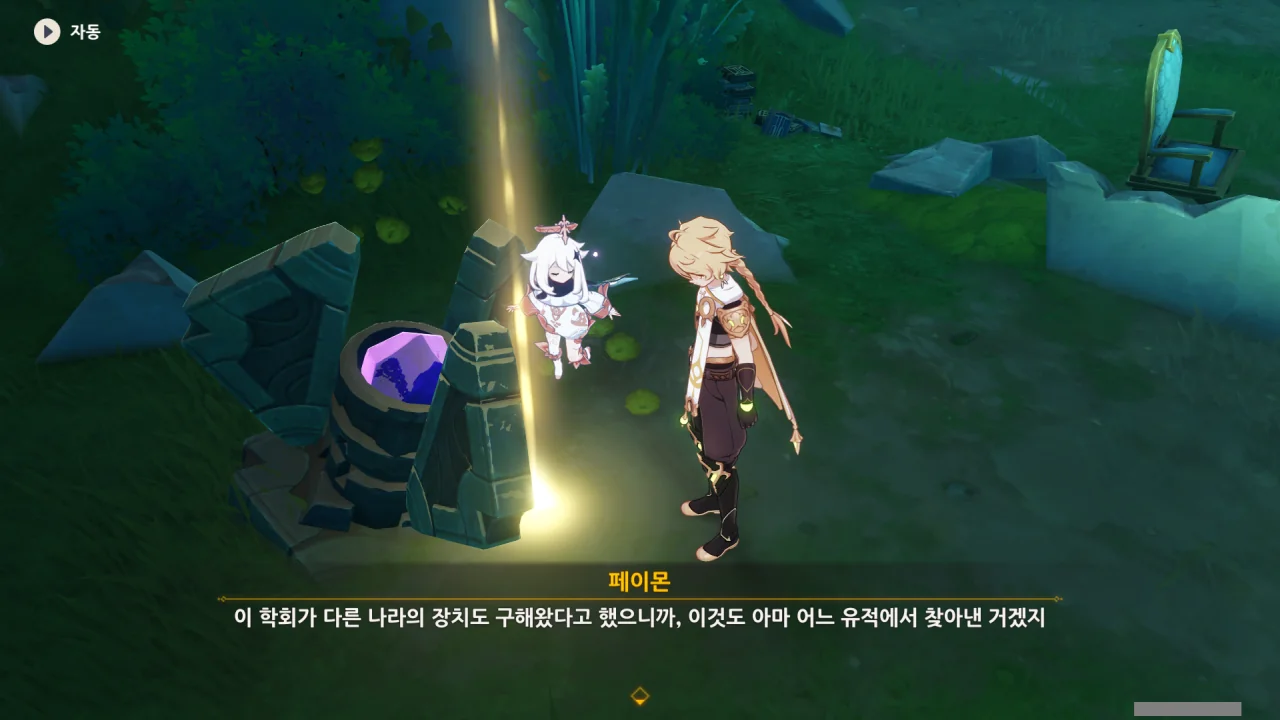 자동
페이몬
이 학회가 다른 나라의 장치도 구해왔다고 했으니까, 이것도 아마 어느 유적에서 찾아낸 거겠지